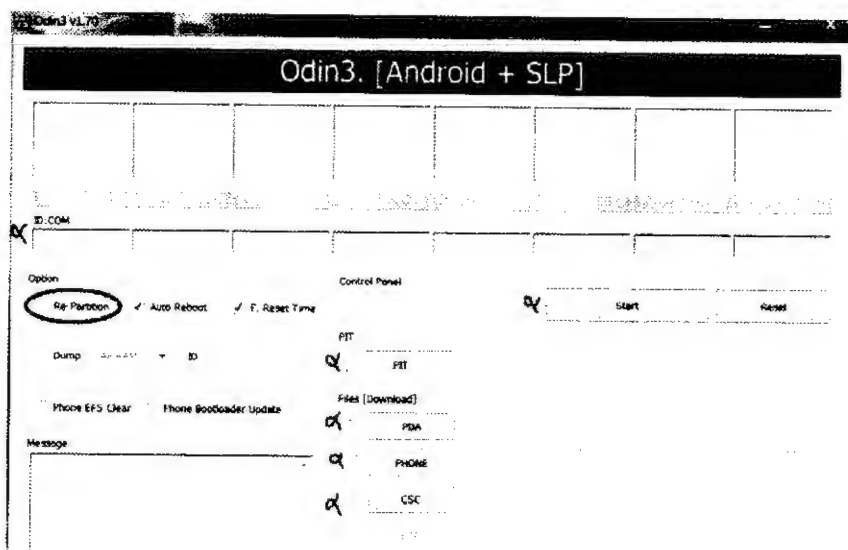 Odin3 v1.70
Odin3. [Android + SLP]
ID:COM
Option
Control Panel
Re-Partition Auto Reboot F. Reset Time
Start Reset
Dump ID
PIT
PIT
Phone EFS Clear Phone Bootloader Update
Files [Download]
PDA
Message
PHONE
CSC